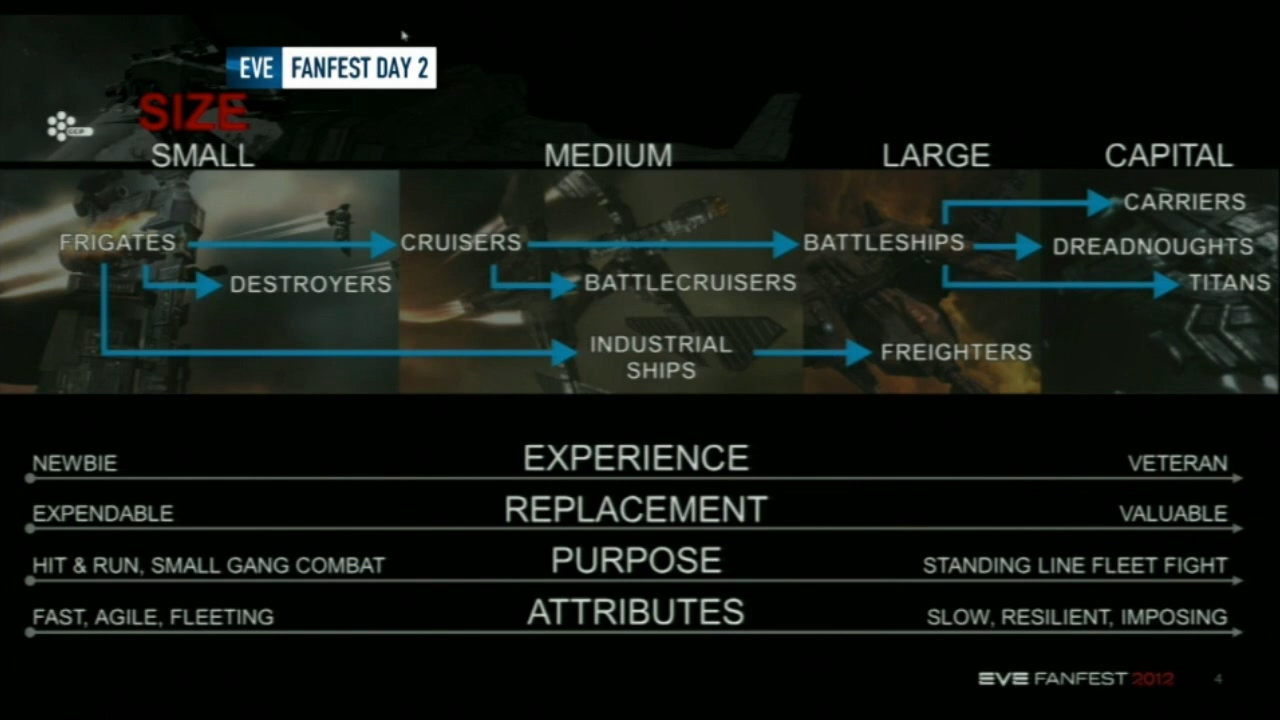 EVE FANFEST DAY 2
SIZE
CCP
SMALL MEDIUM LARGE CAPITAL
CARRIERS
FRIGATES CRUISERS BATTLESHIPS DREADNOUGHTS
DESTROYERS BATTLECRUISERS TITANS
INDUSTRIAL
SHIPS
FREIGHTERS
NEWBIE EXPERIENCE VETERAN
EXPENDABLE REPLACEMENT VALUABLE
HIT & RUN, SMALL GANG COMBAT PURPOSE STANDING LINE FLEET FIGHT
FAST, AGILE, FLEETING ATTRIBUTES SLOW, RESILIENT, IMPOSING
EVE FANFEST 2012 4